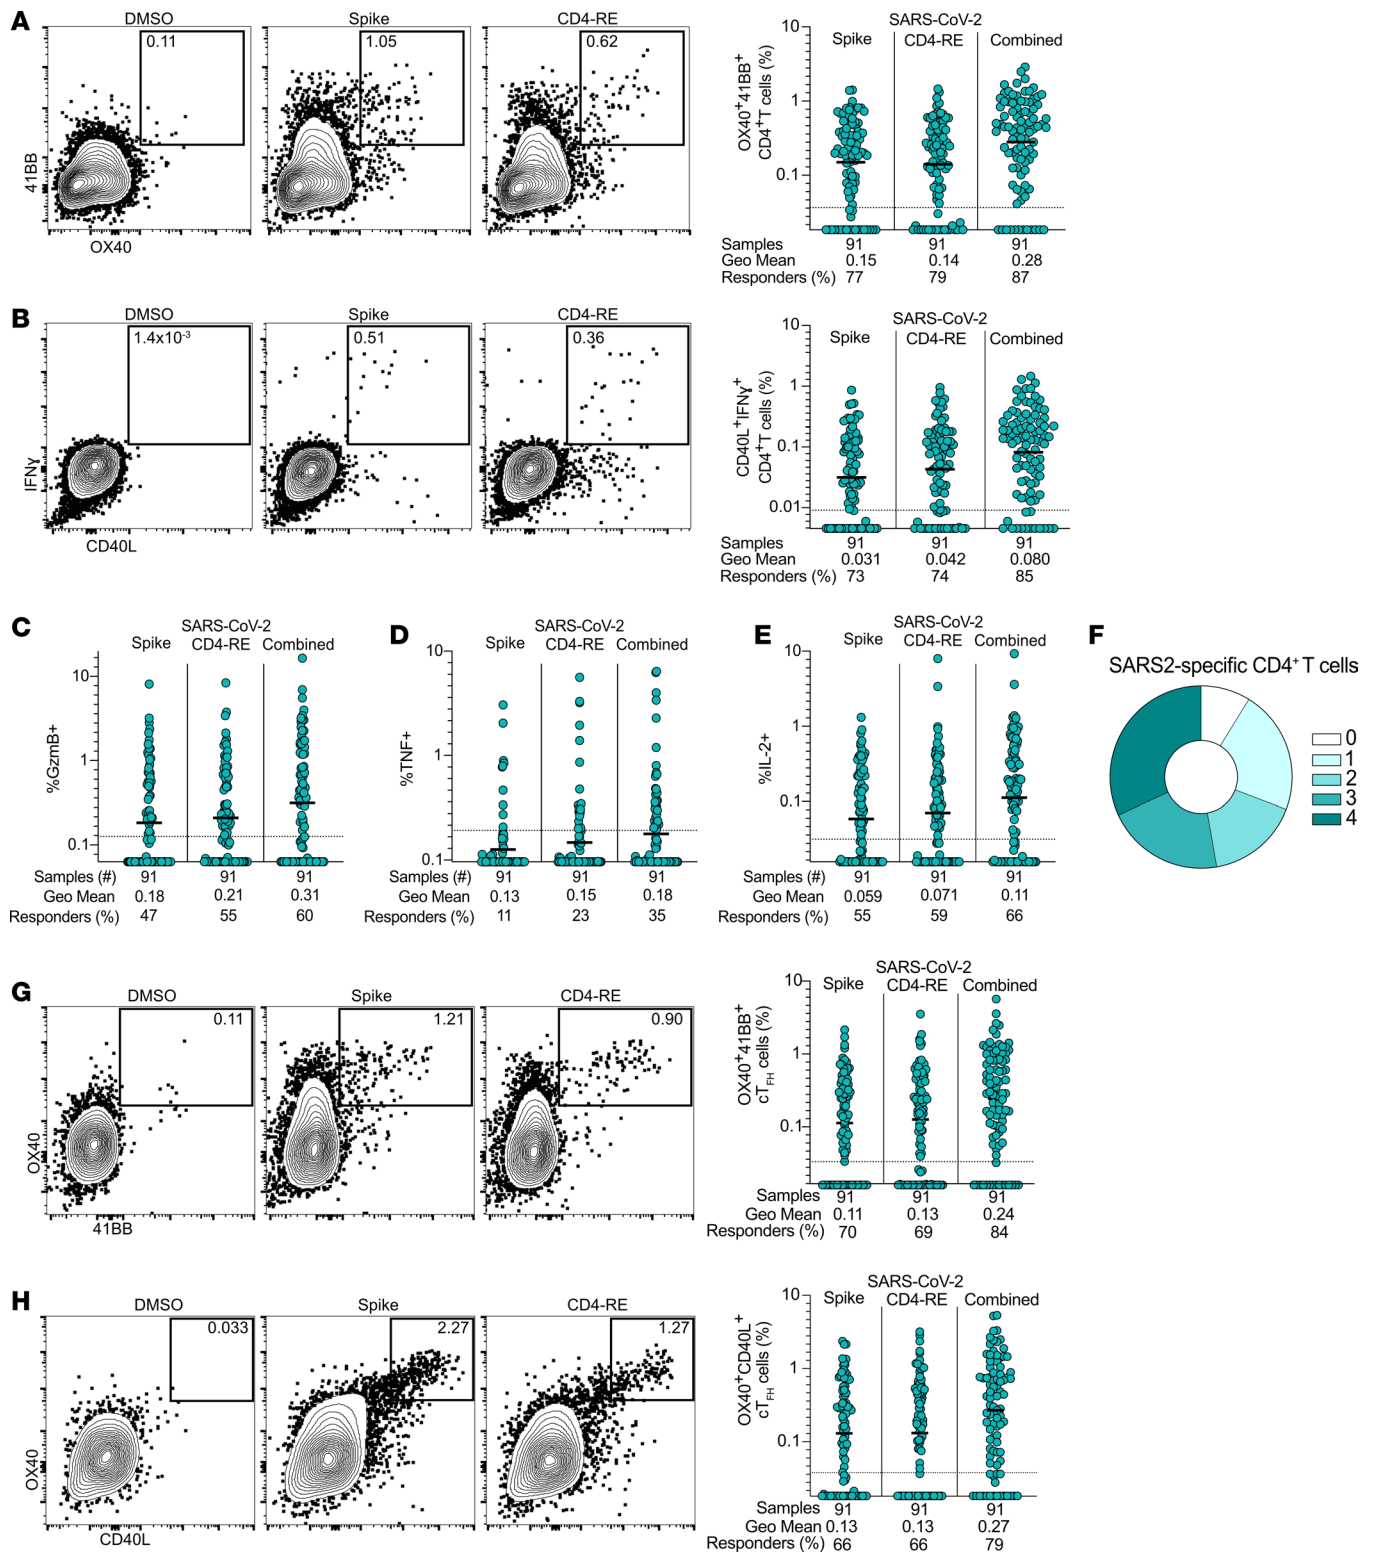 A
DMSO
Spike
CD4-RE
0.11
1.05
0.62
41BB
OX40
SARS-CoV-2
Spike
CD4-RE
Combined
OX40⁺41BB⁺
CD4⁺T cells (%)
10
1
0.1
Samples 91 91 91
Geo Mean 0.15 0.14 0.28
Responders (%) 77 79 87
B
DMSO
Spike
CD4-RE
1.4x10⁻³
0.51
0.36
IFNγ
CD40L
SARS-CoV-2
Spike
CD4-RE
Combined
CD40L⁺IFNγ⁺
CD4⁺T cells (%)
10
1
0.1
0.01
Samples 91 91 91
Geo Mean 0.031 0.042 0.080
Responders (%) 73 74 85
C
SARS-CoV-2
Spike
CD4-RE
Combined
%GzmB+
10
1
0.1
Samples (#) 91 91 91
Geo Mean 0.18 0.21 0.31
Responders (%) 47 55 60
D
SARS-CoV-2
Spike
CD4-RE
Combined
%TNF+
10
1
0.1
Samples (#) 91 91 91
Geo Mean 0.13 0.15 0.18
Responders (%) 11 23 35
E
SARS-CoV-2
Spike
CD4-RE
Combined
%IL-2+
10
1
0.1
Samples (#) 91 91 91
Geo Mean 0.059 0.071 0.11
Responders (%) 55 59 66
F
SARS2-specific CD4⁺ T cells
0
1
2
3
4
G
DMSO
Spike
CD4-RE
0.11
1.21
0.90
OX40
41BB
SARS-CoV-2
Spike
CD4-RE
Combined
OX40⁺41BB⁺
cT_FH cells (%)
10
1
0.1
Samples 91 91 91
Geo Mean 0.11 0.13 0.24
Responders (%) 70 69 84
H
DMSO
Spike
CD4-RE
0.033
2.27
1.27
OX40
CD40L
SARS-CoV-2
Spike
CD4-RE
Combined
OX40⁺CD40L⁺
cT_FH cells (%)
10
1
0.1
Samples 91 91 91
Geo Mean 0.13 0.13 0.27
Responders (%) 66 66 79